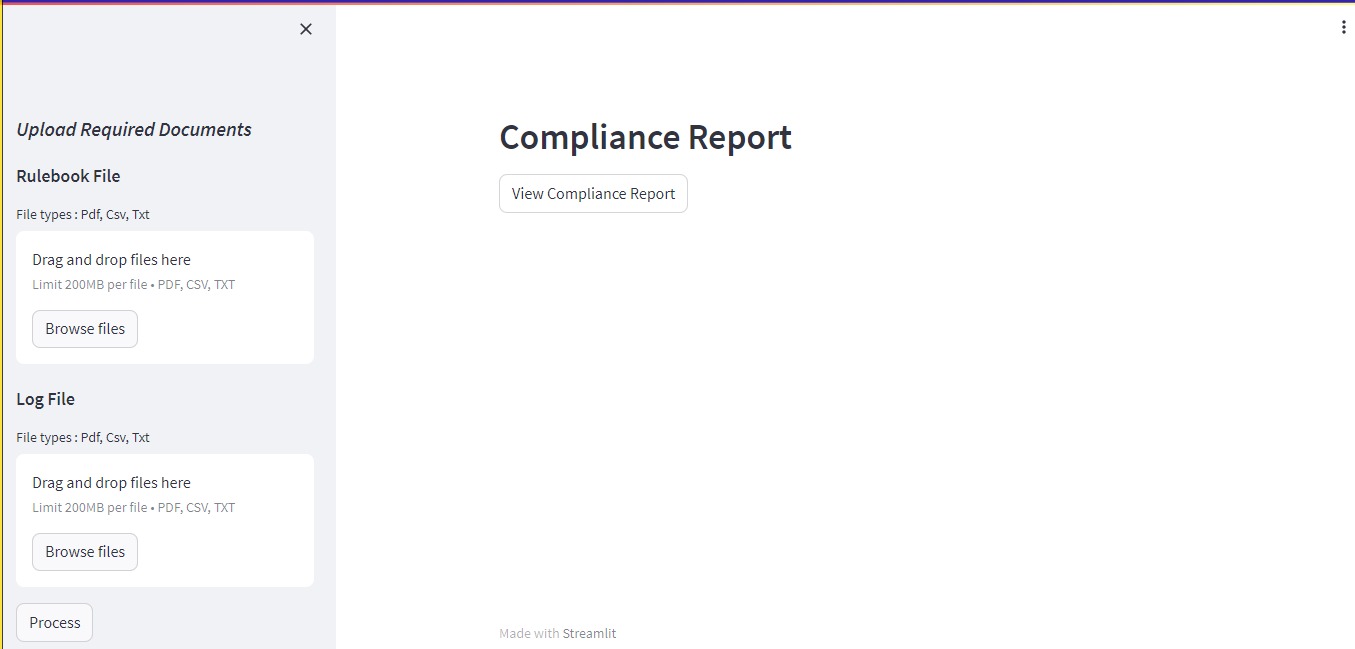 Upload Required Documents
Rulebook File
File types : Pdf, Csv, Txt
Drag and drop files here
Limit 200MB per file • PDF, CSV, TXT
Browse files
Log File
File types : Pdf, Csv, Txt
Drag and drop files here
Limit 200MB per file • PDF, CSV, TXT
Browse files
Process
Compliance Report
View Compliance Report
Made with Streamlit